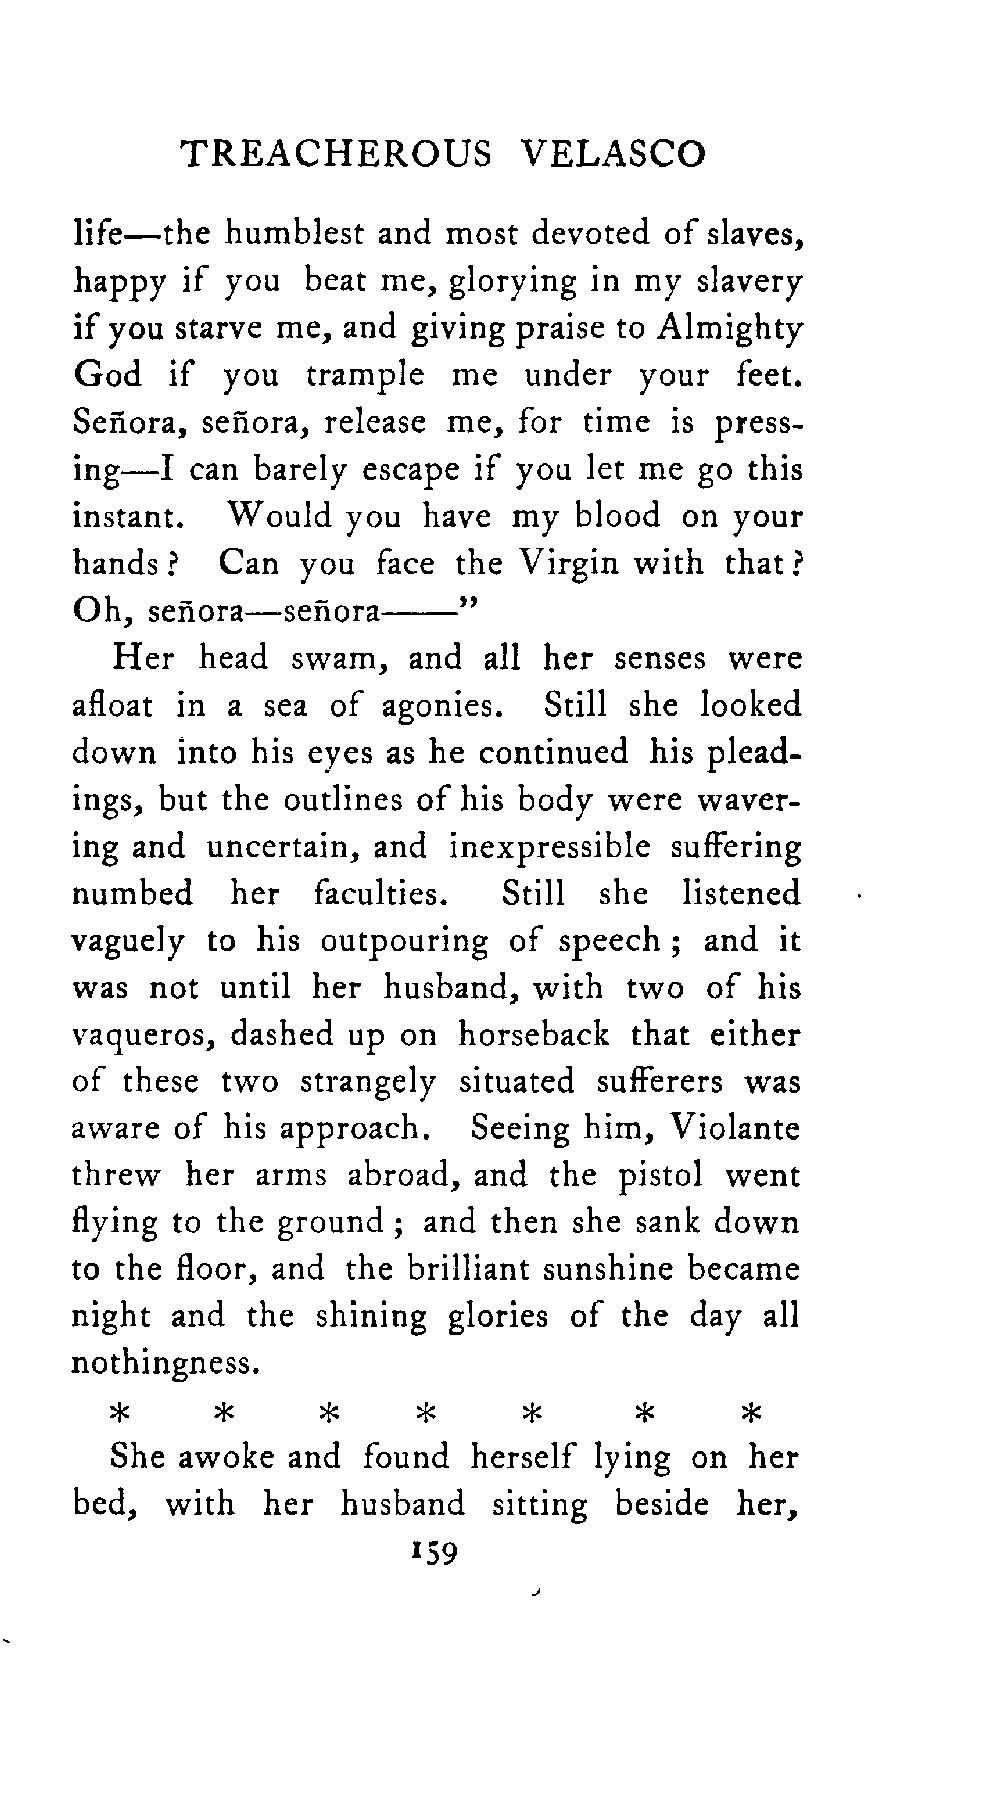 TREACHEROUS VELASCO
life—the humblest and most devoted of slaves,
happy if you beat me, glorying in my slavery
if you starve me, and giving praise to Almighty
God if you trample me under your feet.
Señora, señora, release me, for time is press-
ing—I can barely escape if you let me go this
instant. Would you have my blood on your
hands? Can you face the Virgin with that?
Oh, señora—señora——”
Her head swam, and all her senses were
afloat in a sea of agonies. Still she looked
down into his eyes as he continued his plead-
ings, but the outlines of his body were waver-
ing and uncertain, and inexpressible suffering
numbed her faculties. Still she listened
vaguely to his outpouring of speech; and it
was not until her husband, with two of his
vaqueros, dashed up on horseback that either
of these two strangely situated sufferers was
aware of his approach. Seeing him, Violante
threw her arms abroad, and the pistol went
flying to the ground; and then she sank down
to the floor, and the brilliant sunshine became
night and the shining glories of the day all
nothingness.
* * * * * * *
She awoke and found herself lying on her
bed, with her husband sitting beside her,
159